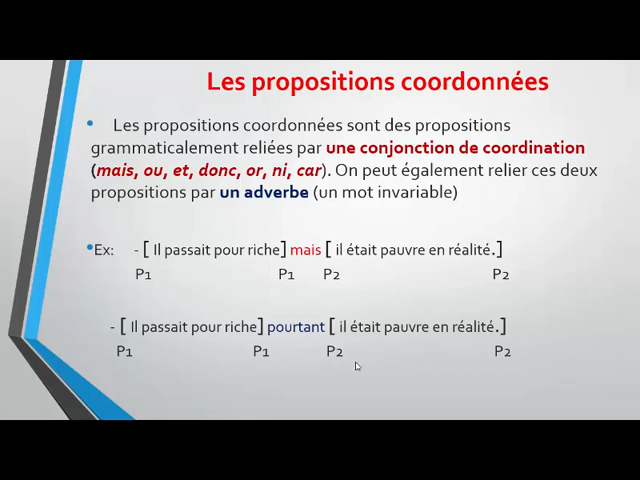 Les propositions coordonnées
• Les propositions coordonnées sont des propositions
grammaticalement reliées par une conjonction de coordination
(mais, ou, et, donc, or, ni, car). On peut également relier ces deux
propositions par un adverbe (un mot invariable)
•Ex: - [ Il passait pour riche] mais [ il était pauvre en réalité.]
P1 P1 P2 P2
- [ Il passait pour riche] pourtant [ il était pauvre en réalité.]
P1 P1 P2 P2